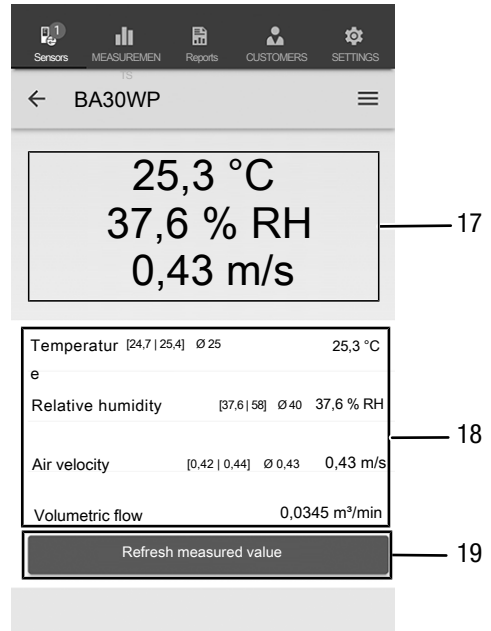 1
Sensors MEASUREMEN Reports CUSTOMERS SETTINGS
TS
BA30WP
25,3 °C
37,6 % RH
0,43 m/s
17
Temperatur [24,7 | 25,4] Ø 25 25,3 °C
e
Relative humidity [37,6 | 58] Ø 40 37,6 % RH
18
Air velocity [0,42 | 0,44] Ø 0,43 0,43 m/s
Volumetric flow 0,0345 m³/min
Refresh measured value
19